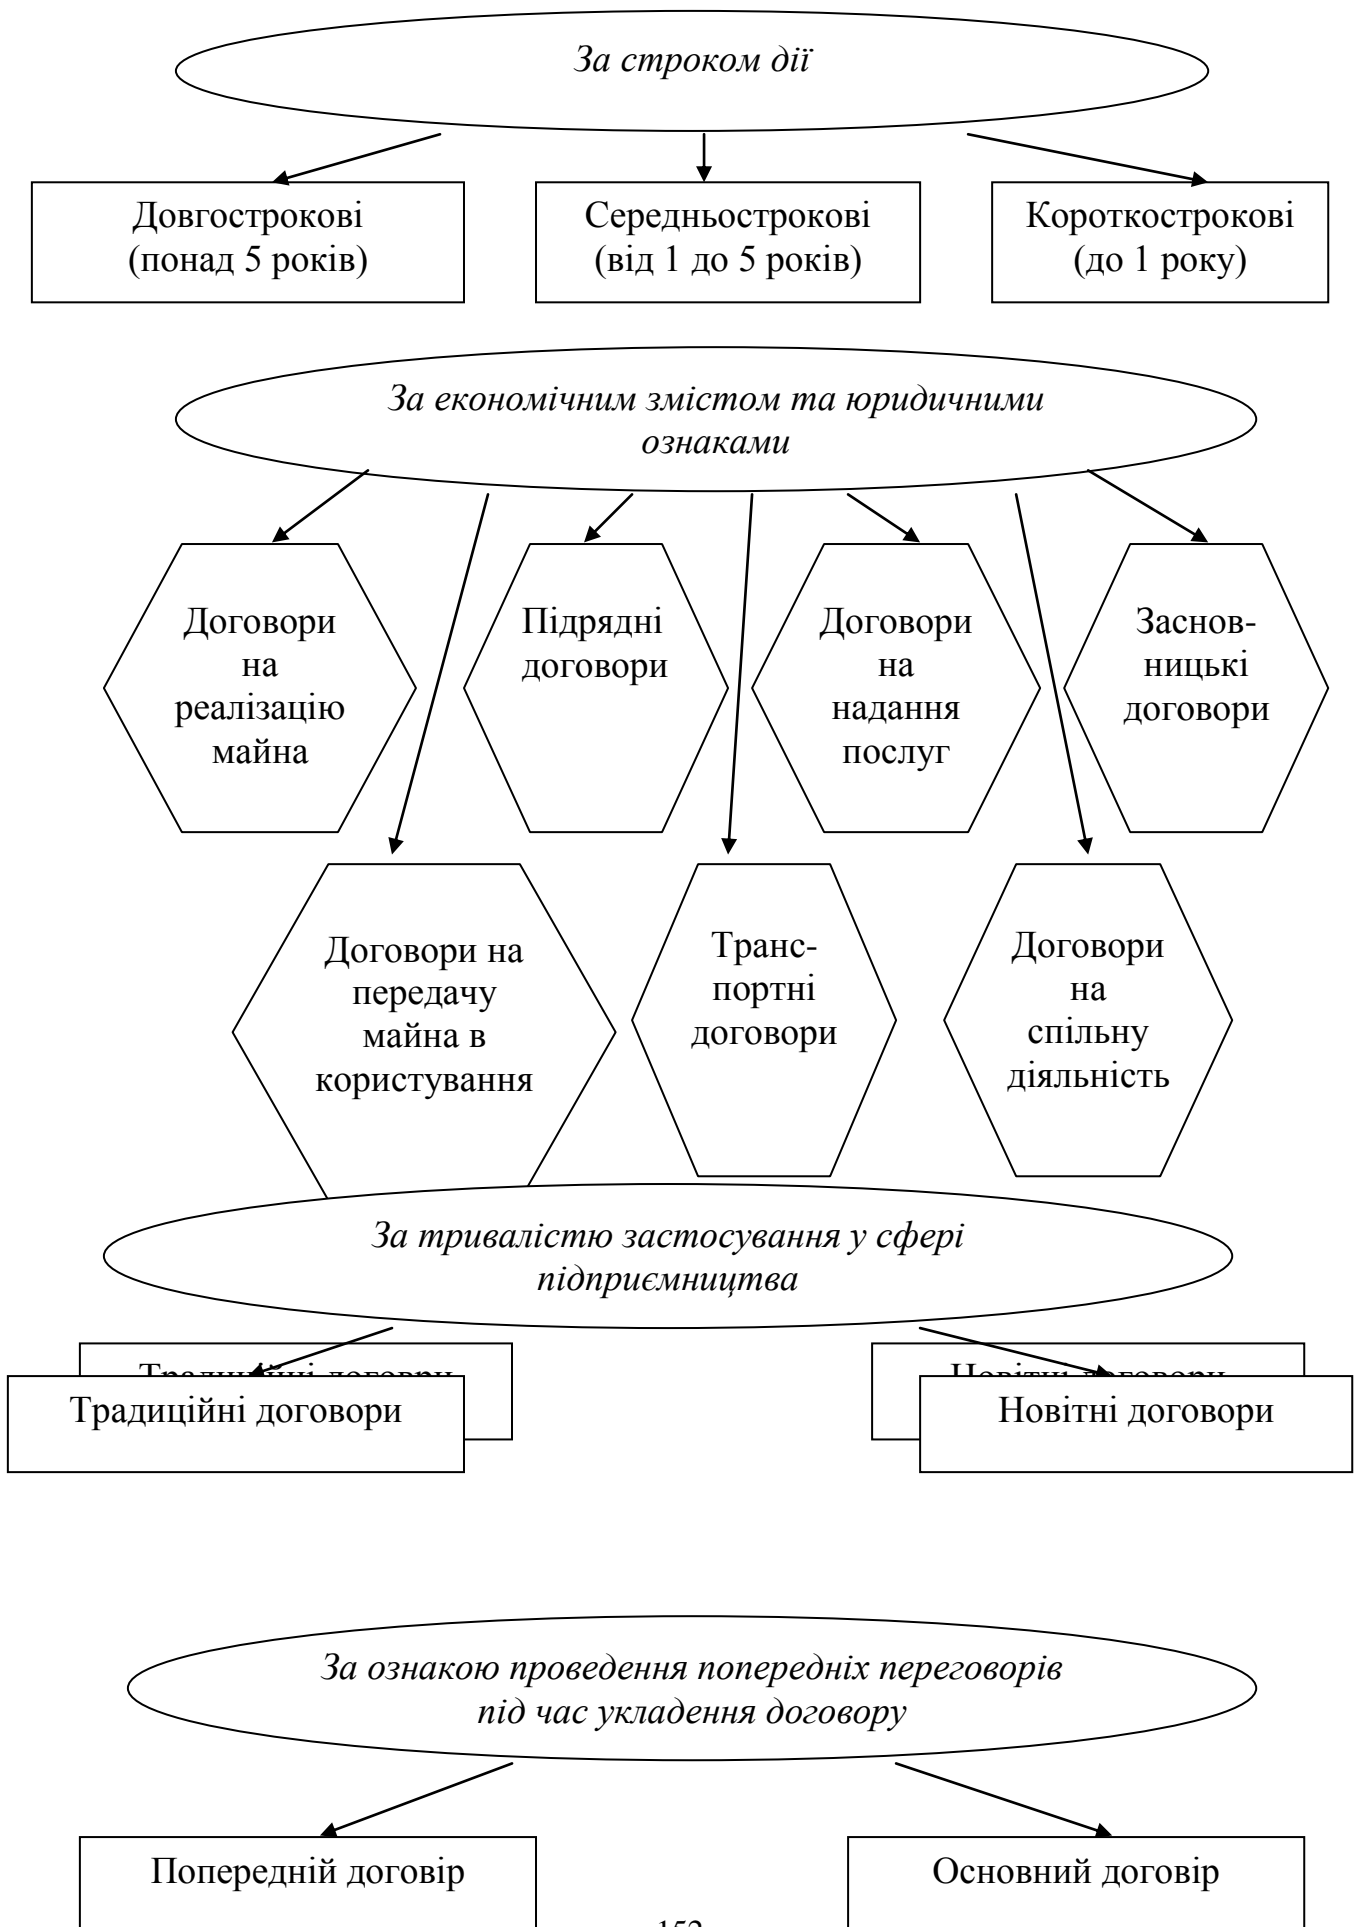 За строком дії
Довгострокові
(понад 5 років)
Середньострокові
(від 1 до 5 років)
Короткострокові
(до 1 року)
За економічним змістом та юридичними
ознаками
Договори
на
реалізацію
майна
Підрядні
договори
Договори
на
надання
послуг
Заснов-
ницькі
договори
Договори на
передачу
майна в
користування
Транс-
портні
договори
Договори
на
спільну
діяльність
За тривалістю застосування у сфері
підприємництва
Традиційні договори
Новітні договори
За ознакою проведення попередніх переговорів
під час укладення договору
Попередній договір
Основний договір
152